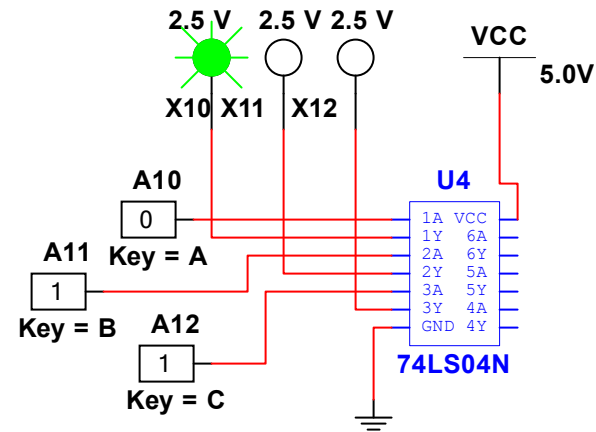 2.5 V 2.5 V 2.5 V
VCC
5.0V
X10 X11 X12
U4
A10
0
Key = A
A11
1
Key = B
A12
1
Key = C
1A VCC
1Y 6A
2A 6Y
2Y 5A
3A 5Y
3Y 4A
GND 4Y
74LS04N